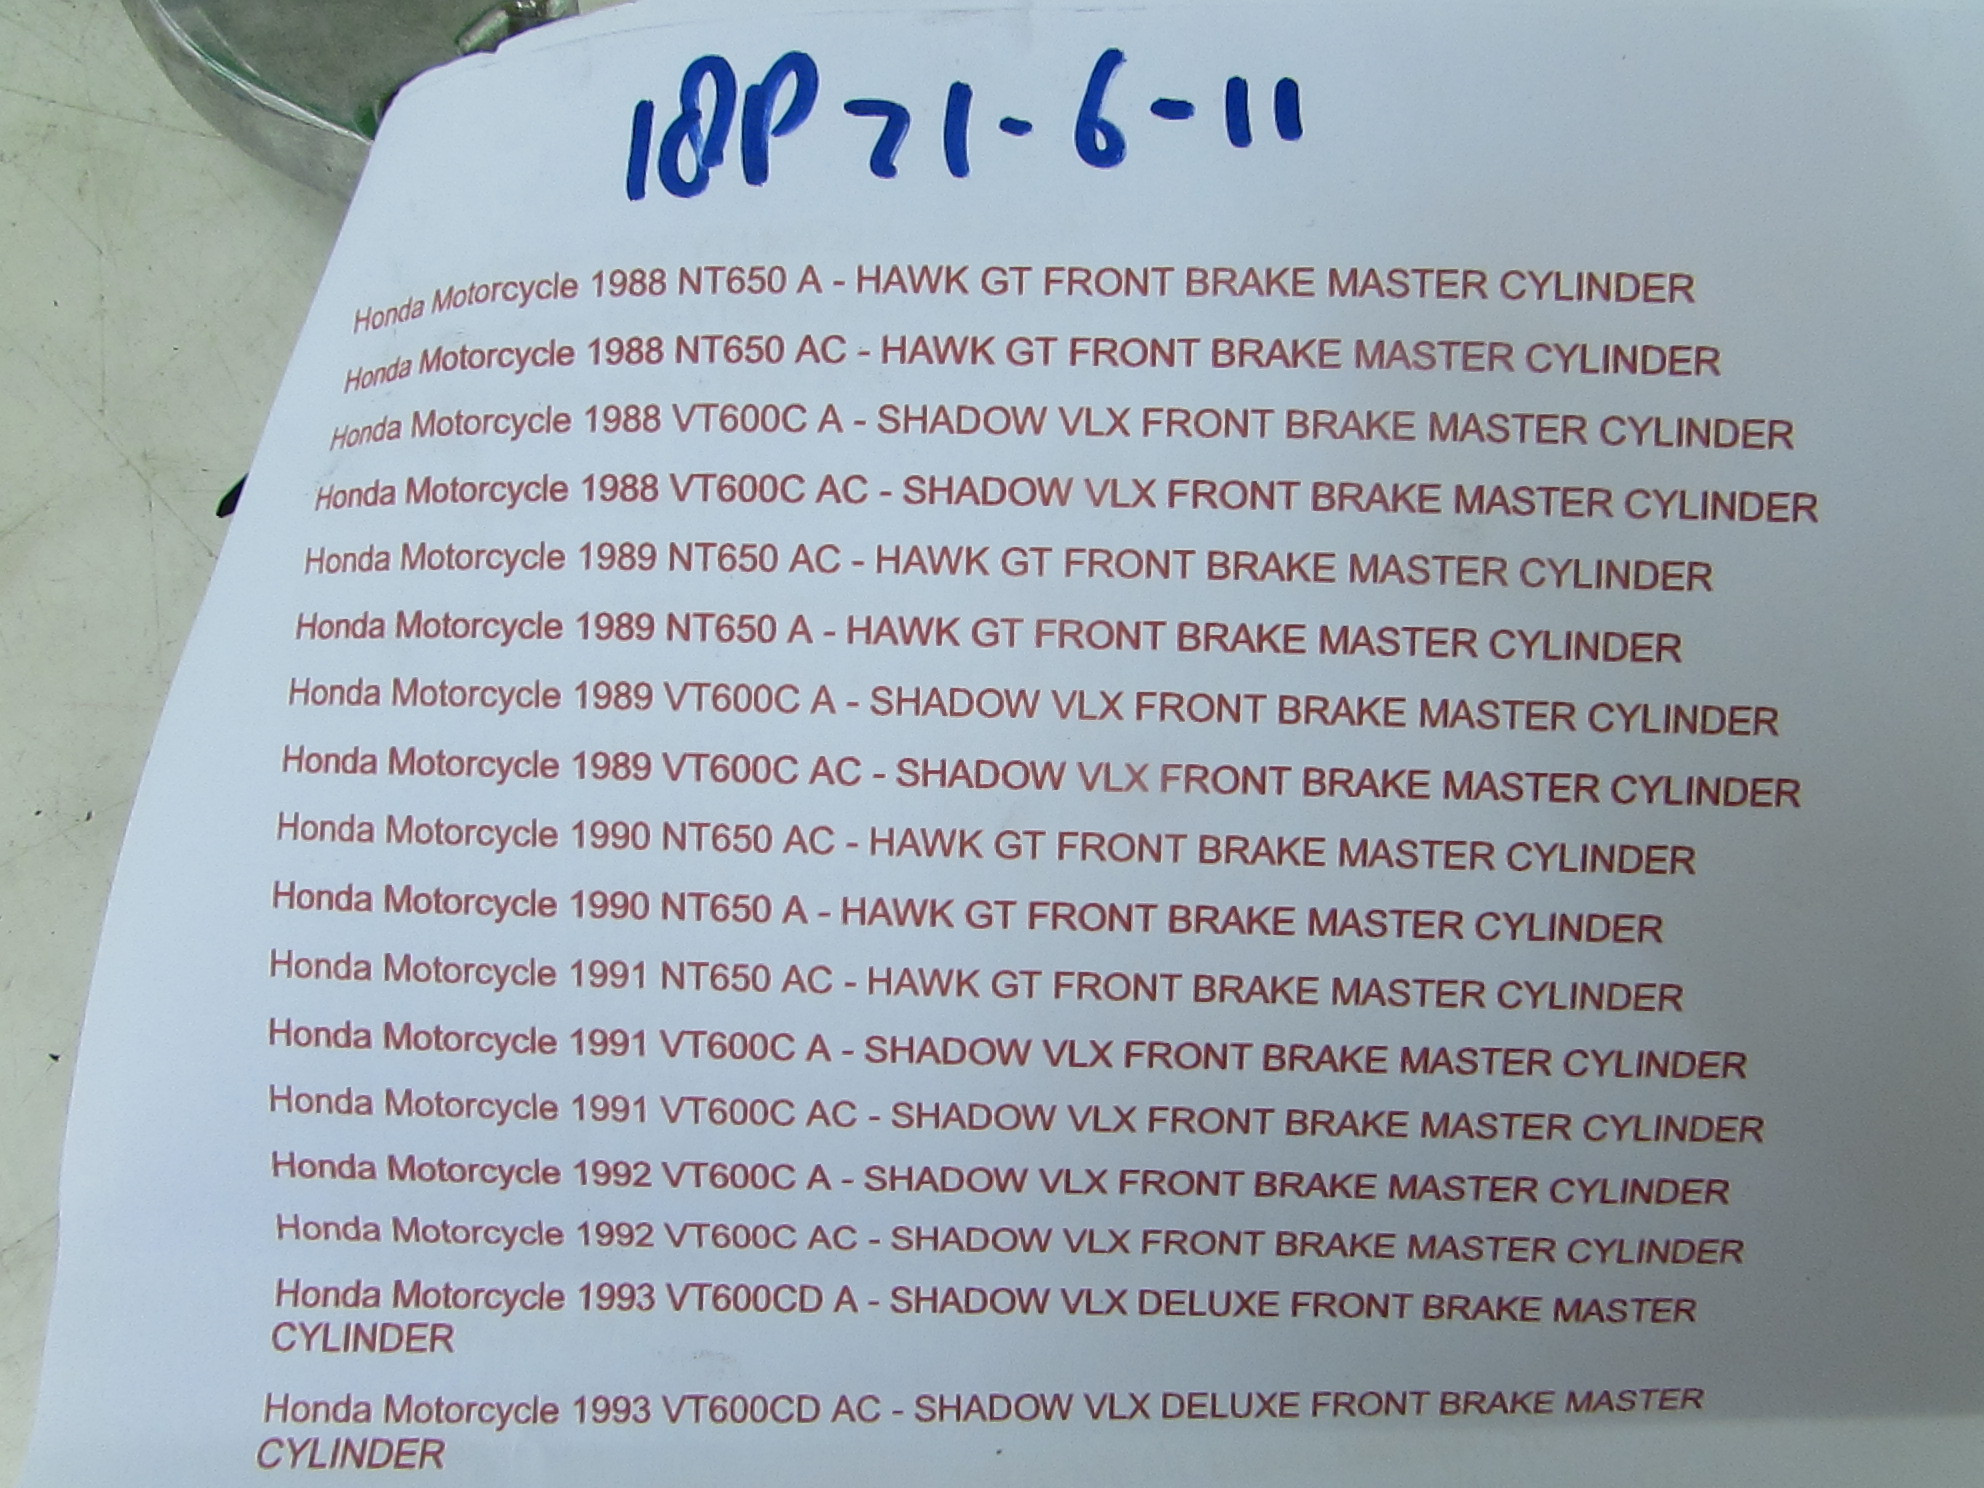 18P71-6-11
Honda Motorcycle 1988 NT650 A - HAWK GT FRONT BRAKE MASTER CYLINDER
Honda Motorcycle 1988 NT650 AC - HAWK GT FRONT BRAKE MASTER CYLINDER
Honda Motorcycle 1988 VT600C A - SHADOW VLX FRONT BRAKE MASTER CYLINDER
Honda Motorcycle 1988 VT600C AC - SHADOW VLX FRONT BRAKE MASTER CYLINDER
Honda Motorcycle 1989 NT650 AC - HAWK GT FRONT BRAKE MASTER CYLINDER
Honda Motorcycle 1989 NT650 A - HAWK GT FRONT BRAKE MASTER CYLINDER
Honda Motorcycle 1989 VT600C A - SHADOW VLX FRONT BRAKE MASTER CYLINDER
Honda Motorcycle 1989 VT600C AC - SHADOW VLX FRONT BRAKE MASTER CYLINDER
Honda Motorcycle 1990 NT650 AC - HAWK GT FRONT BRAKE MASTER CYLINDER
Honda Motorcycle 1990 NT650 A - HAWK GT FRONT BRAKE MASTER CYLINDER
Honda Motorcycle 1991 NT650 AC - HAWK GT FRONT BRAKE MASTER CYLINDER
Honda Motorcycle 1991 VT600C A - SHADOW VLX FRONT BRAKE MASTER CYLINDER
Honda Motorcycle 1991 VT600C AC - SHADOW VLX FRONT BRAKE MASTER CYLINDER
Honda Motorcycle 1992 VT600C A - SHADOW VLX FRONT BRAKE MASTER CYLINDER
Honda Motorcycle 1992 VT600C AC - SHADOW VLX FRONT BRAKE MASTER CYLINDER
Honda Motorcycle 1993 VT600CD A - SHADOW VLX DELUXE FRONT BRAKE MASTER
CYLINDER
Honda Motorcycle 1993 VT600CD AC - SHADOW VLX DELUXE FRONT BRAKE MASTER
CYLINDER